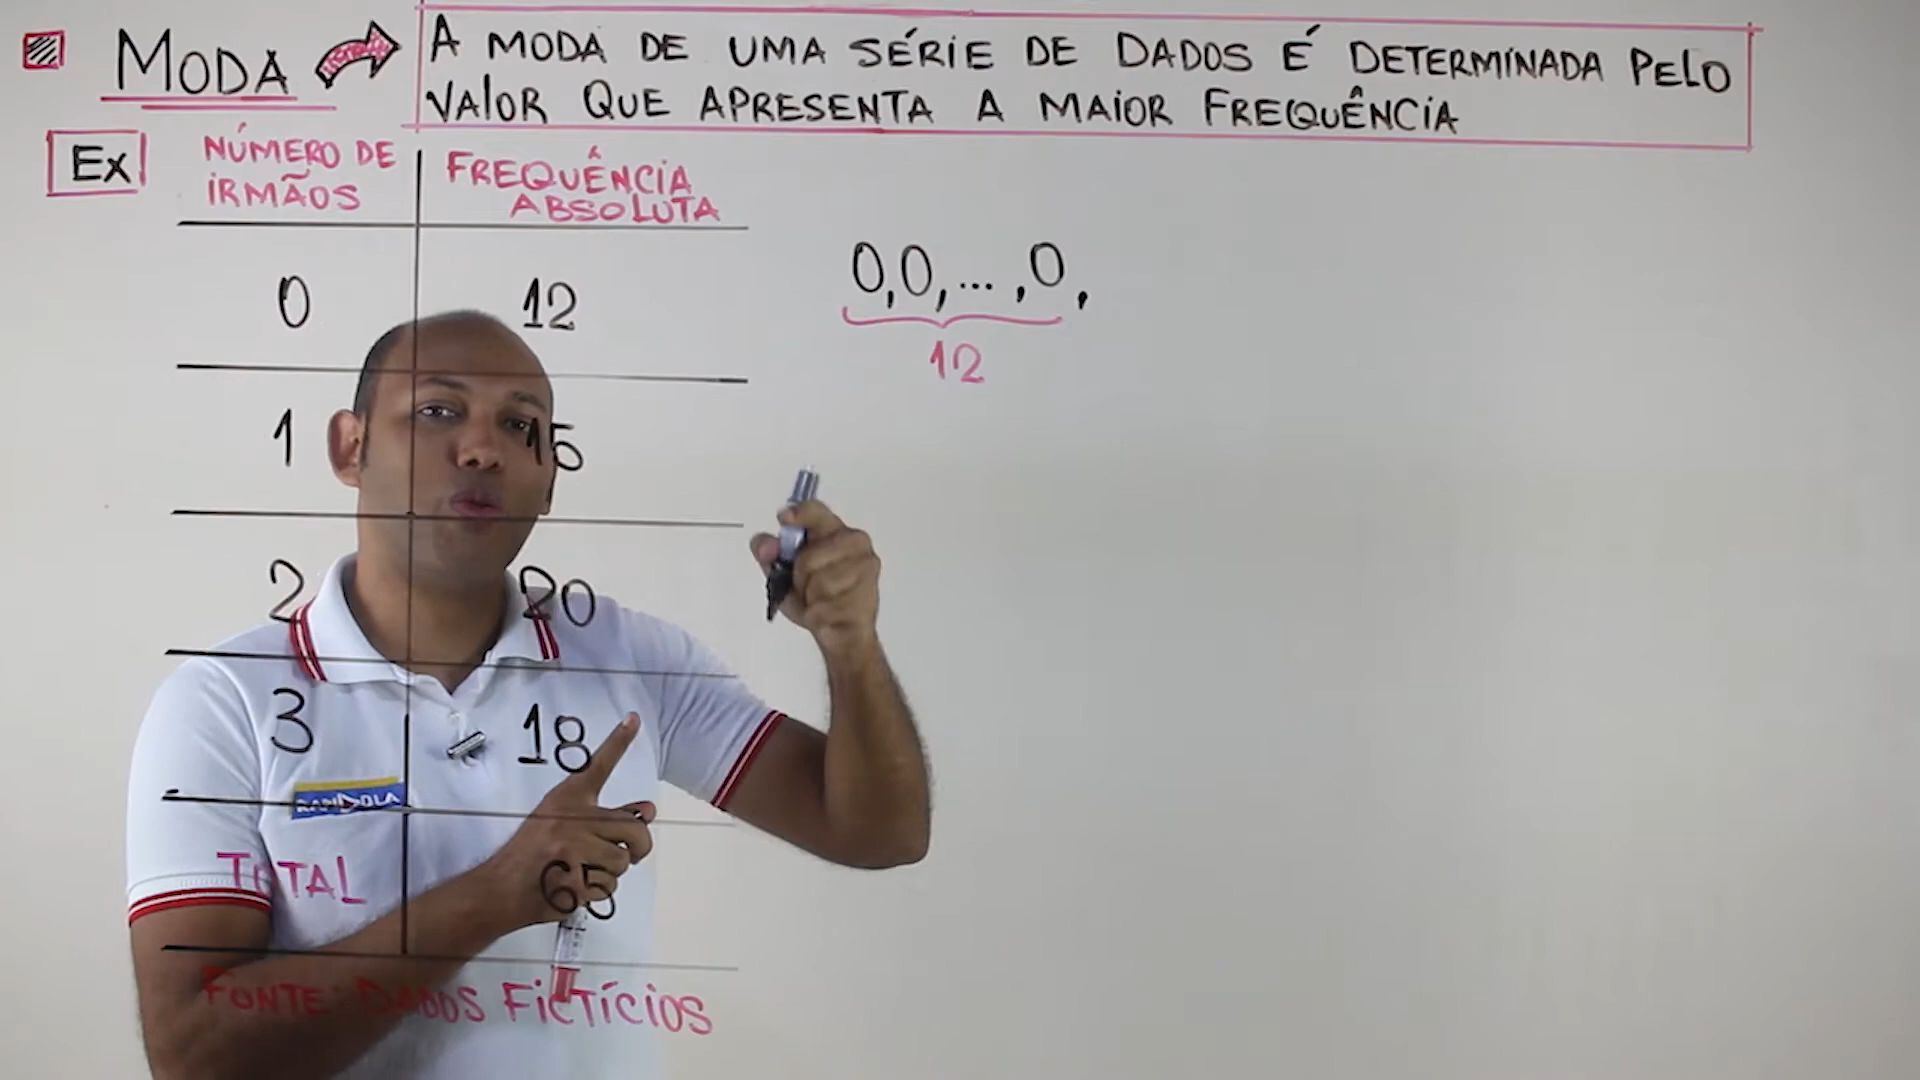 MODA
A MODA DE UMA SÉRIE DE DADOS É DETERMINADA PELO
VALOR QUE APRESENTA A MAIOR FREQUÊNCIA
Ex
NÚMERO DE
IRMÃOS
FREQUÊNCIA
ABSOLUTA
0 12
0,0,...,0,
12
1 15
2 20
3 18
TOTAL 65
FONTE: DADOS FICTÍCIOS